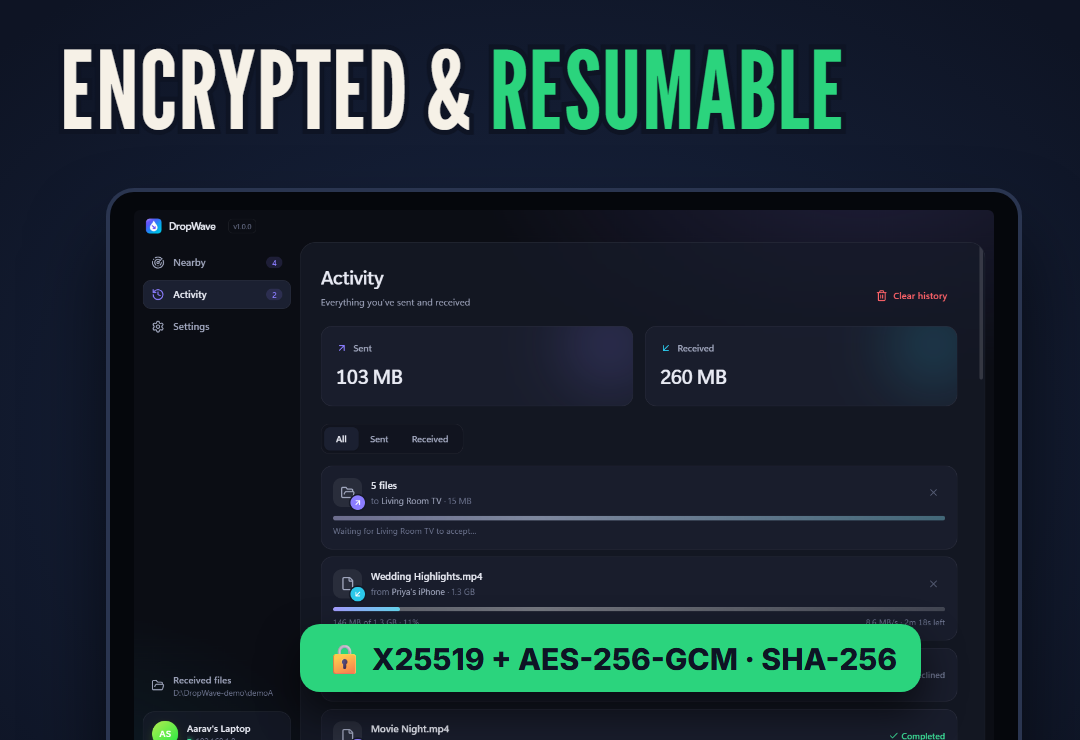 ENCRYPTED & RESUMABLE
DropWave v1.0.0
Nearby 4
Activity 2
Settings
Activity
Everything you've sent and received
Clear history
Sent
103 MB
Received
260 MB
All Sent Received
5 files
to Living Room TV · 15 MB
Waiting for Living Room TV to accept...
Wedding Highlights.mp4
from Priya's iPhone · 1.3 GB
146 MB of 1.3 GB · 11% 8.6 MB/s · 2m 18s left
🔒 X25519 + AES-256-GCM · SHA-256
Movie Night.mp4
Completed
Received files
D:\DropWave-demo\demoA
AS
Aarav's Laptop